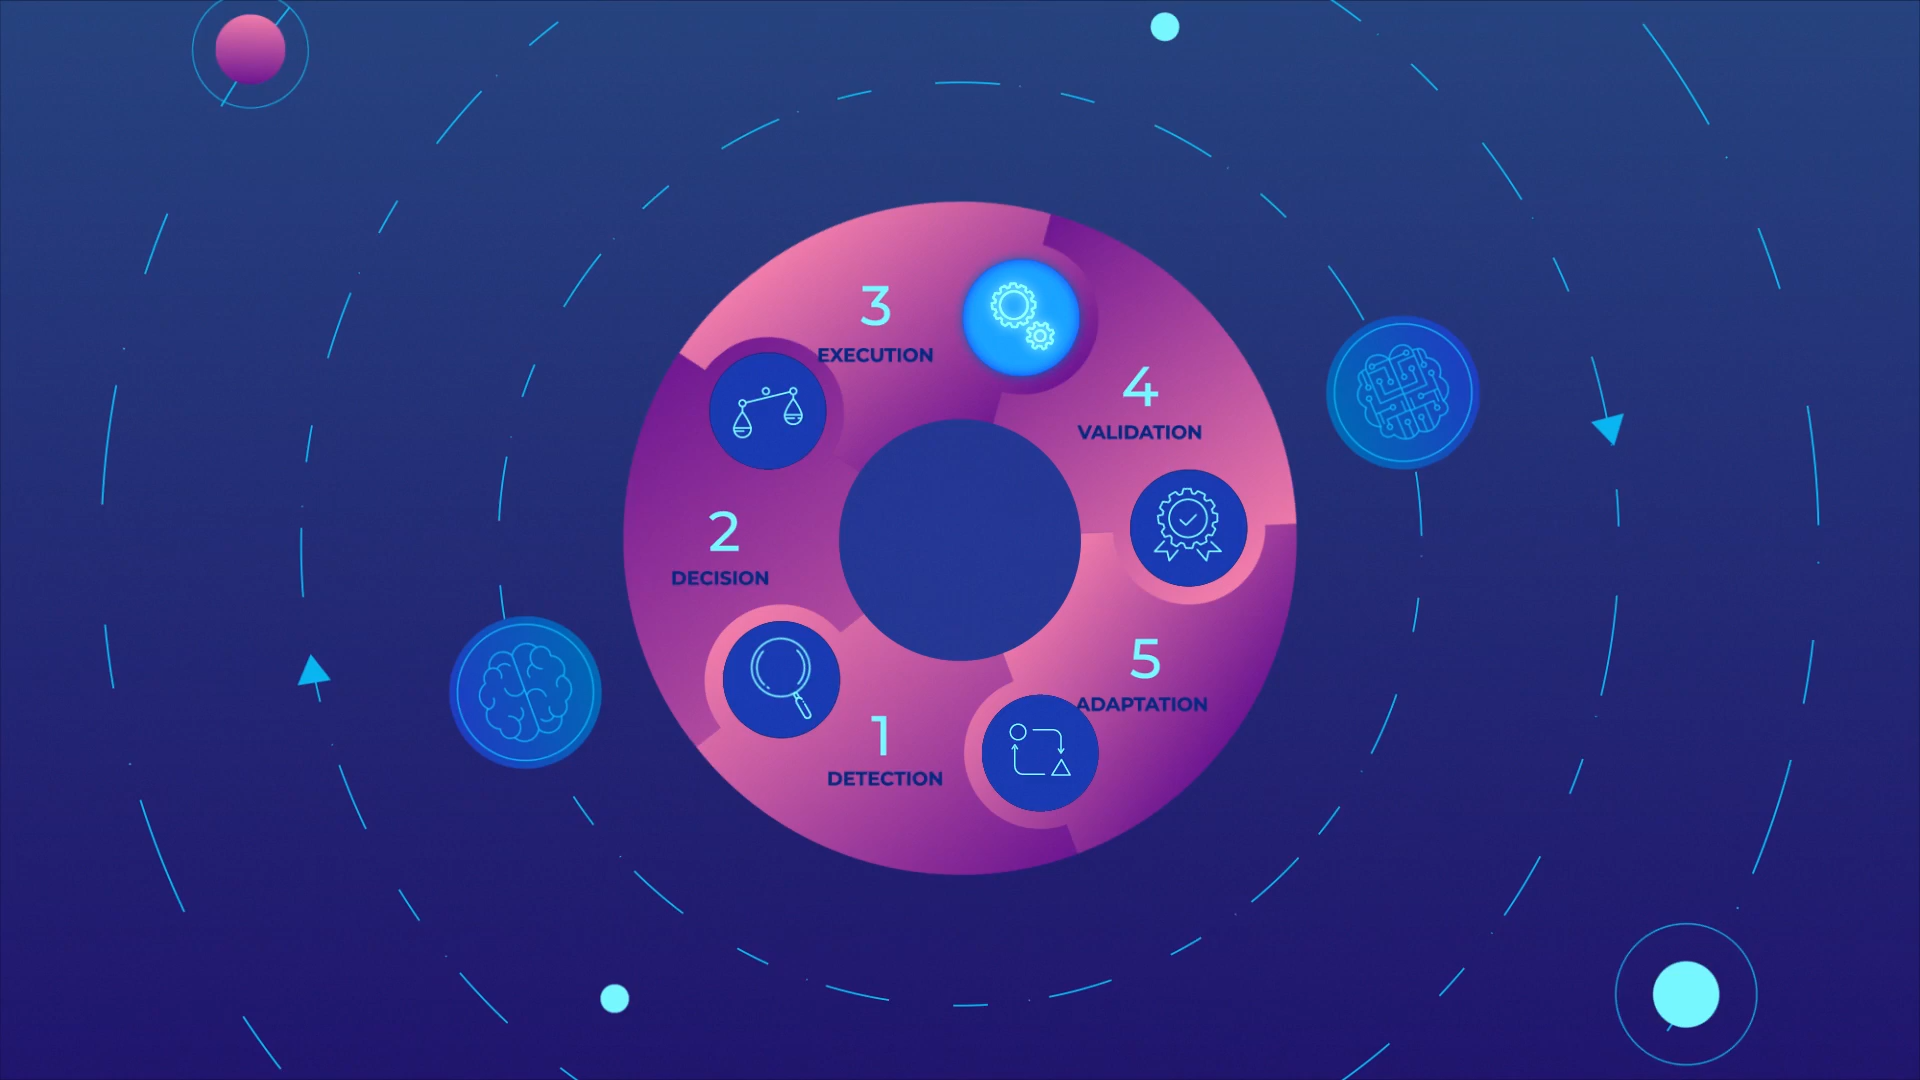 3
EXECUTION
4
VALIDATION
2
DECISION
5
ADAPTATION
1
DETECTION